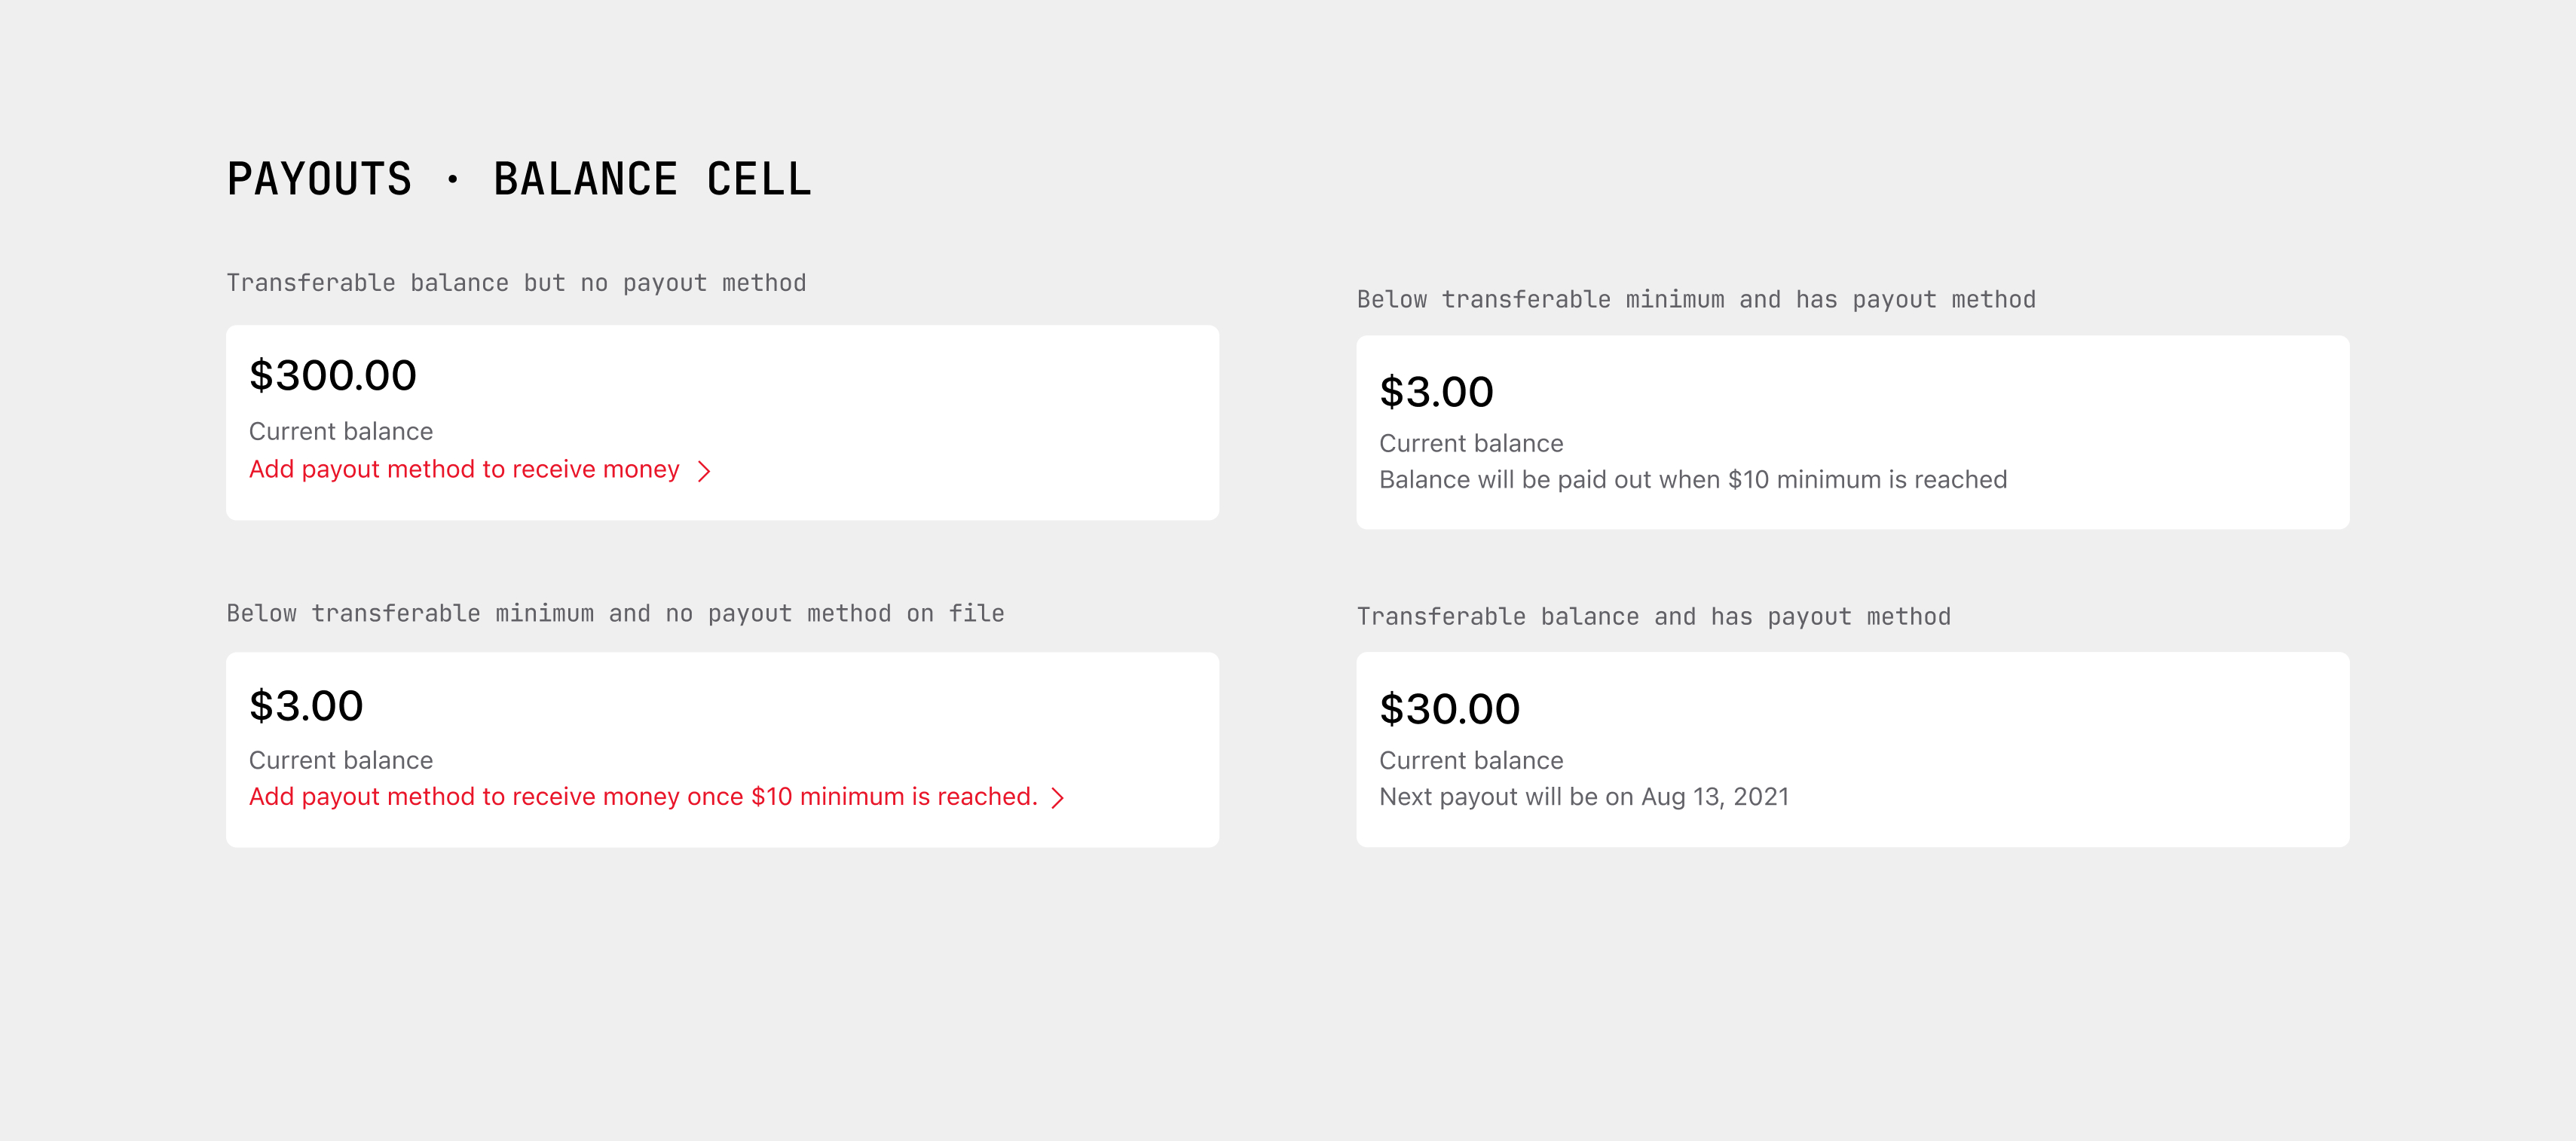 PAYOUTS · BALANCE CELL
Transferable balance but no payout method
$300.00
Current balance
Add payout method to receive money
Below transferable minimum and no payout method on file
$3.00
Current balance
Add payout method to receive money once $10 minimum is reached.
Below transferable minimum and has payout method
$3.00
Current balance
Balance will be paid out when $10 minimum is reached
Transferable balance and has payout method
$30.00
Current balance
Next payout will be on Aug 13, 2021